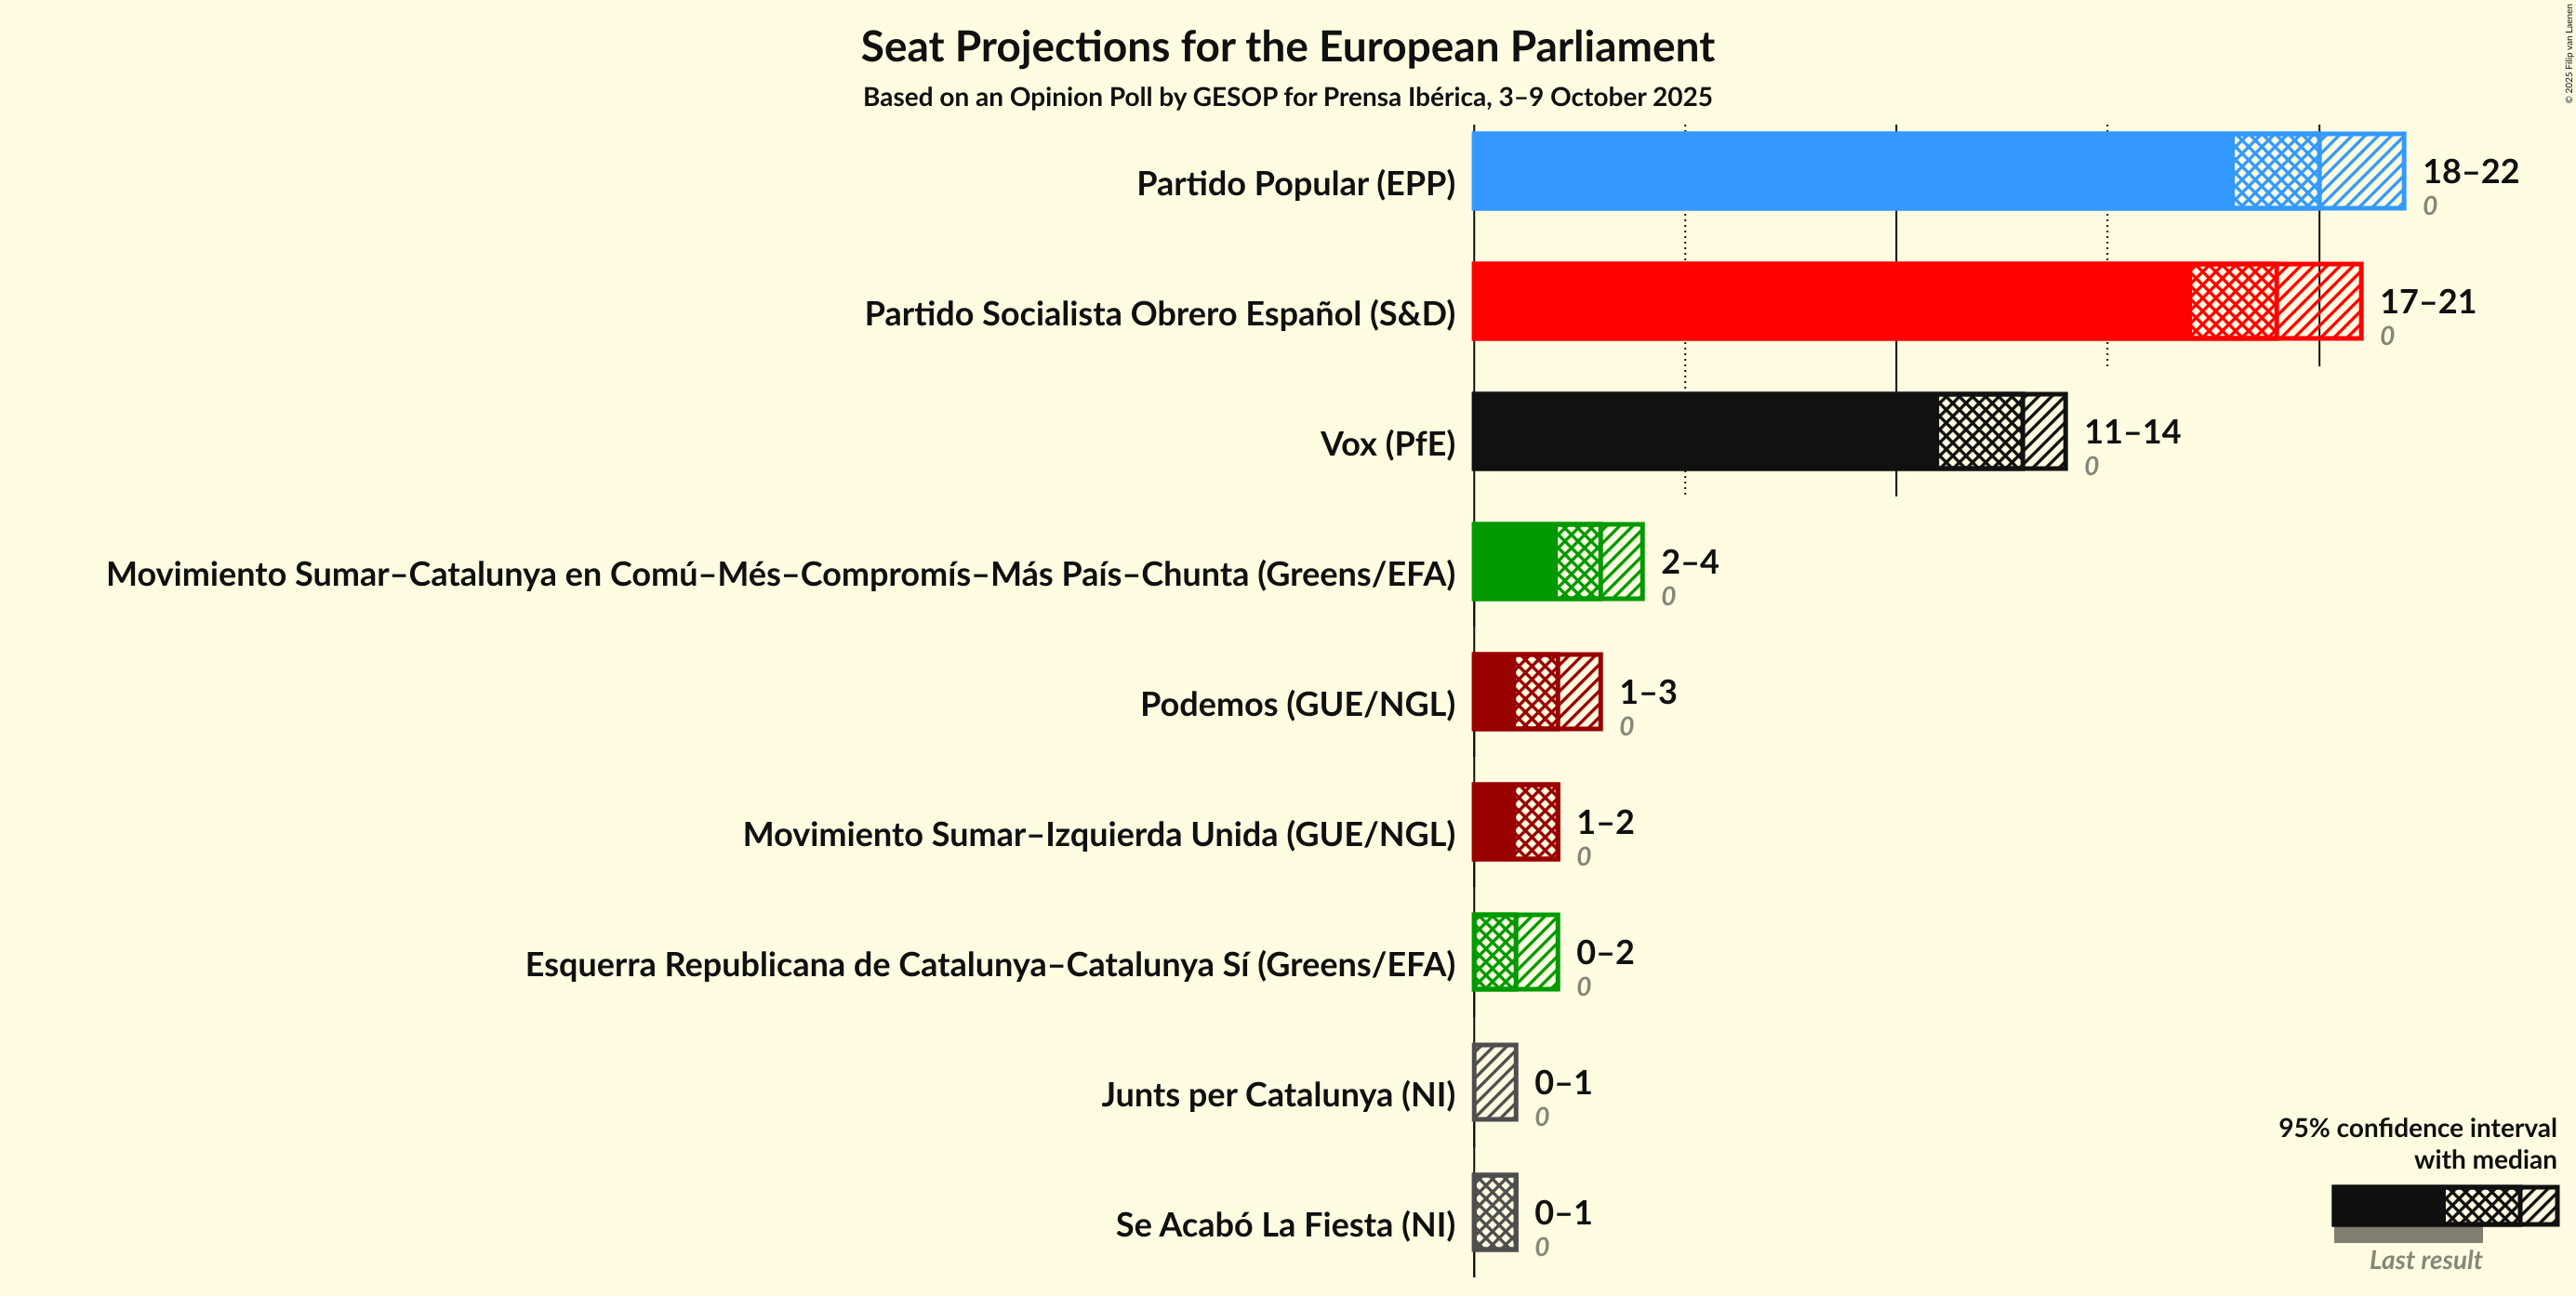 Seat Projections for the European Parliament
Based on an Opinion Poll by GESOP for Prensa Ibérica, 3–9 October 2025
© 2025 Filip van Laenen
Partido Popular (EPP)
18–22
0
Partido Socialista Obrero Español (S&D)
17–21
0
Vox (PfE)
11–14
0
Movimiento Sumar–Catalunya en Comú–Més–Compromís–Más País–Chunta (Greens/EFA)
2–4
0
Podemos (GUE/NGL)
1–3
0
Movimiento Sumar–Izquierda Unida (GUE/NGL)
1–2
0
Esquerra Republicana de Catalunya–Catalunya Sí (Greens/EFA)
0–2
0
Junts per Catalunya (NI)
0–1
0
Se Acabó La Fiesta (NI)
0–1
0
95% confidence interval
with median
Last result